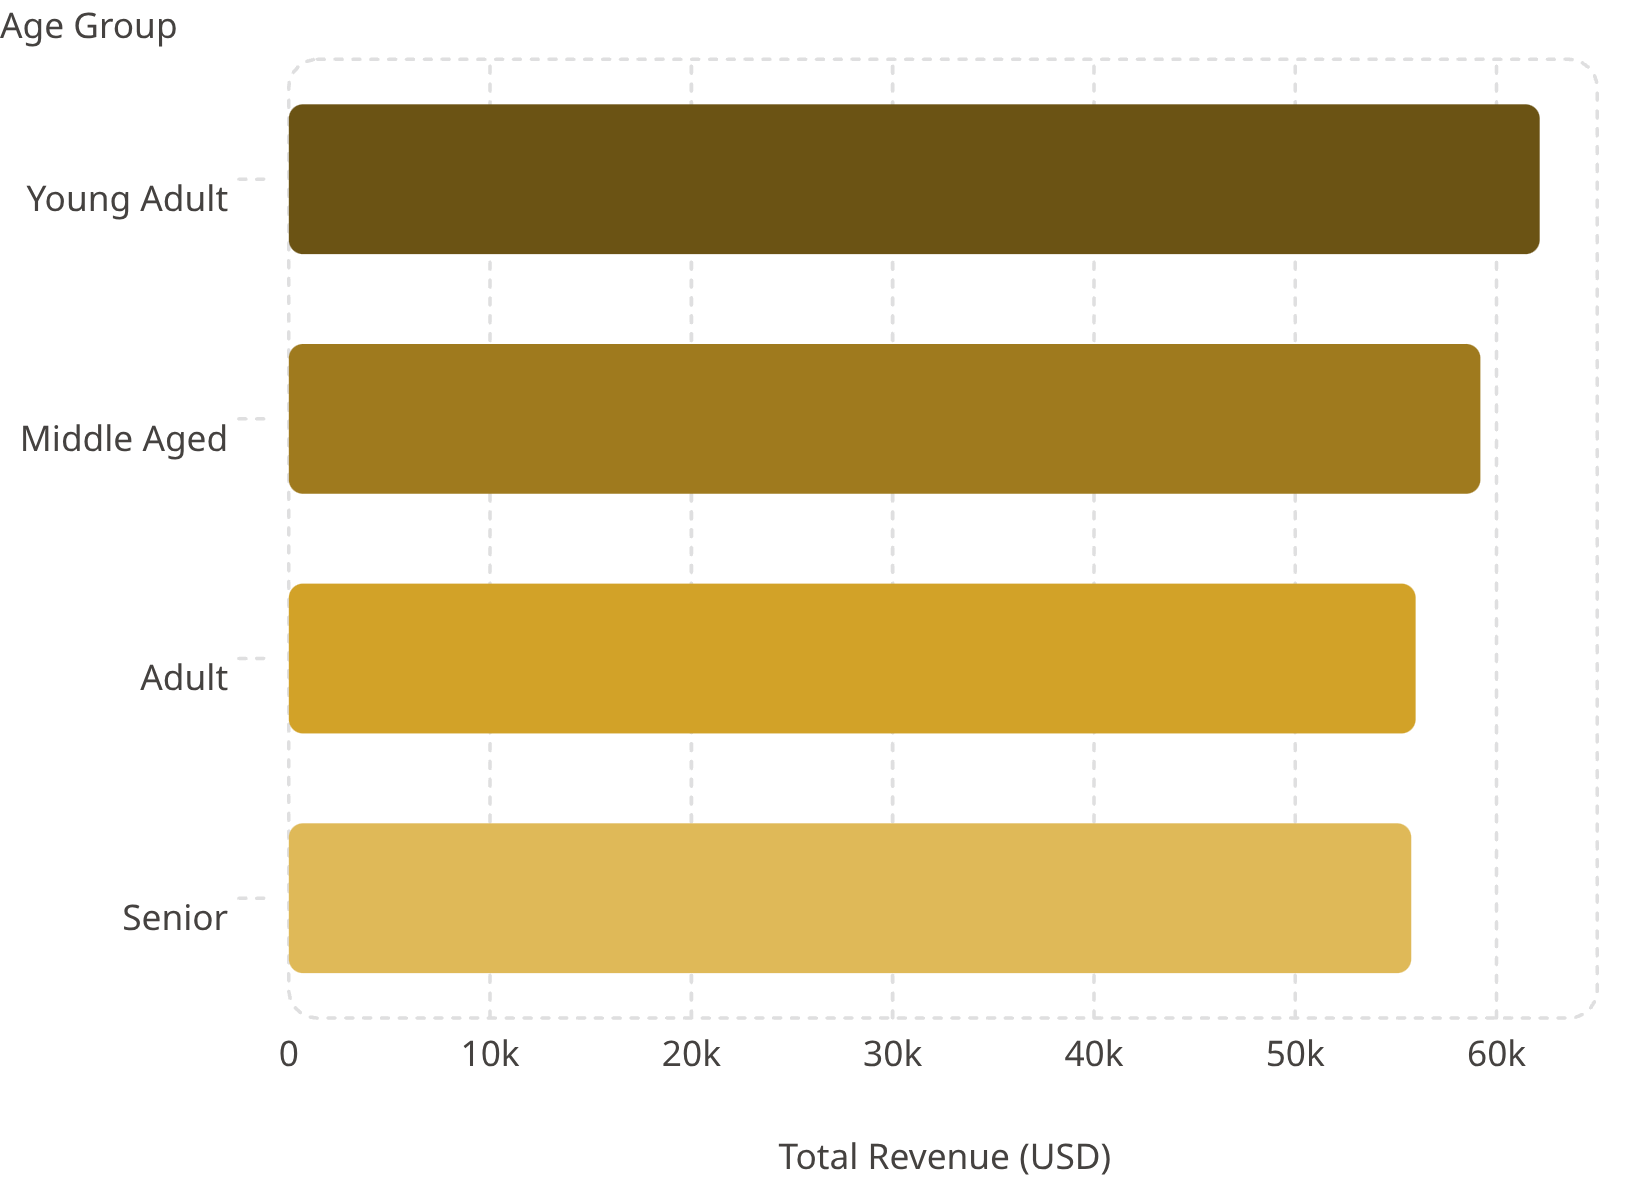 Age Group
Young Adult
Middle Aged
Adult
Senior
0 10k 20k 30k 40k 50k 60k
Total Revenue (USD)